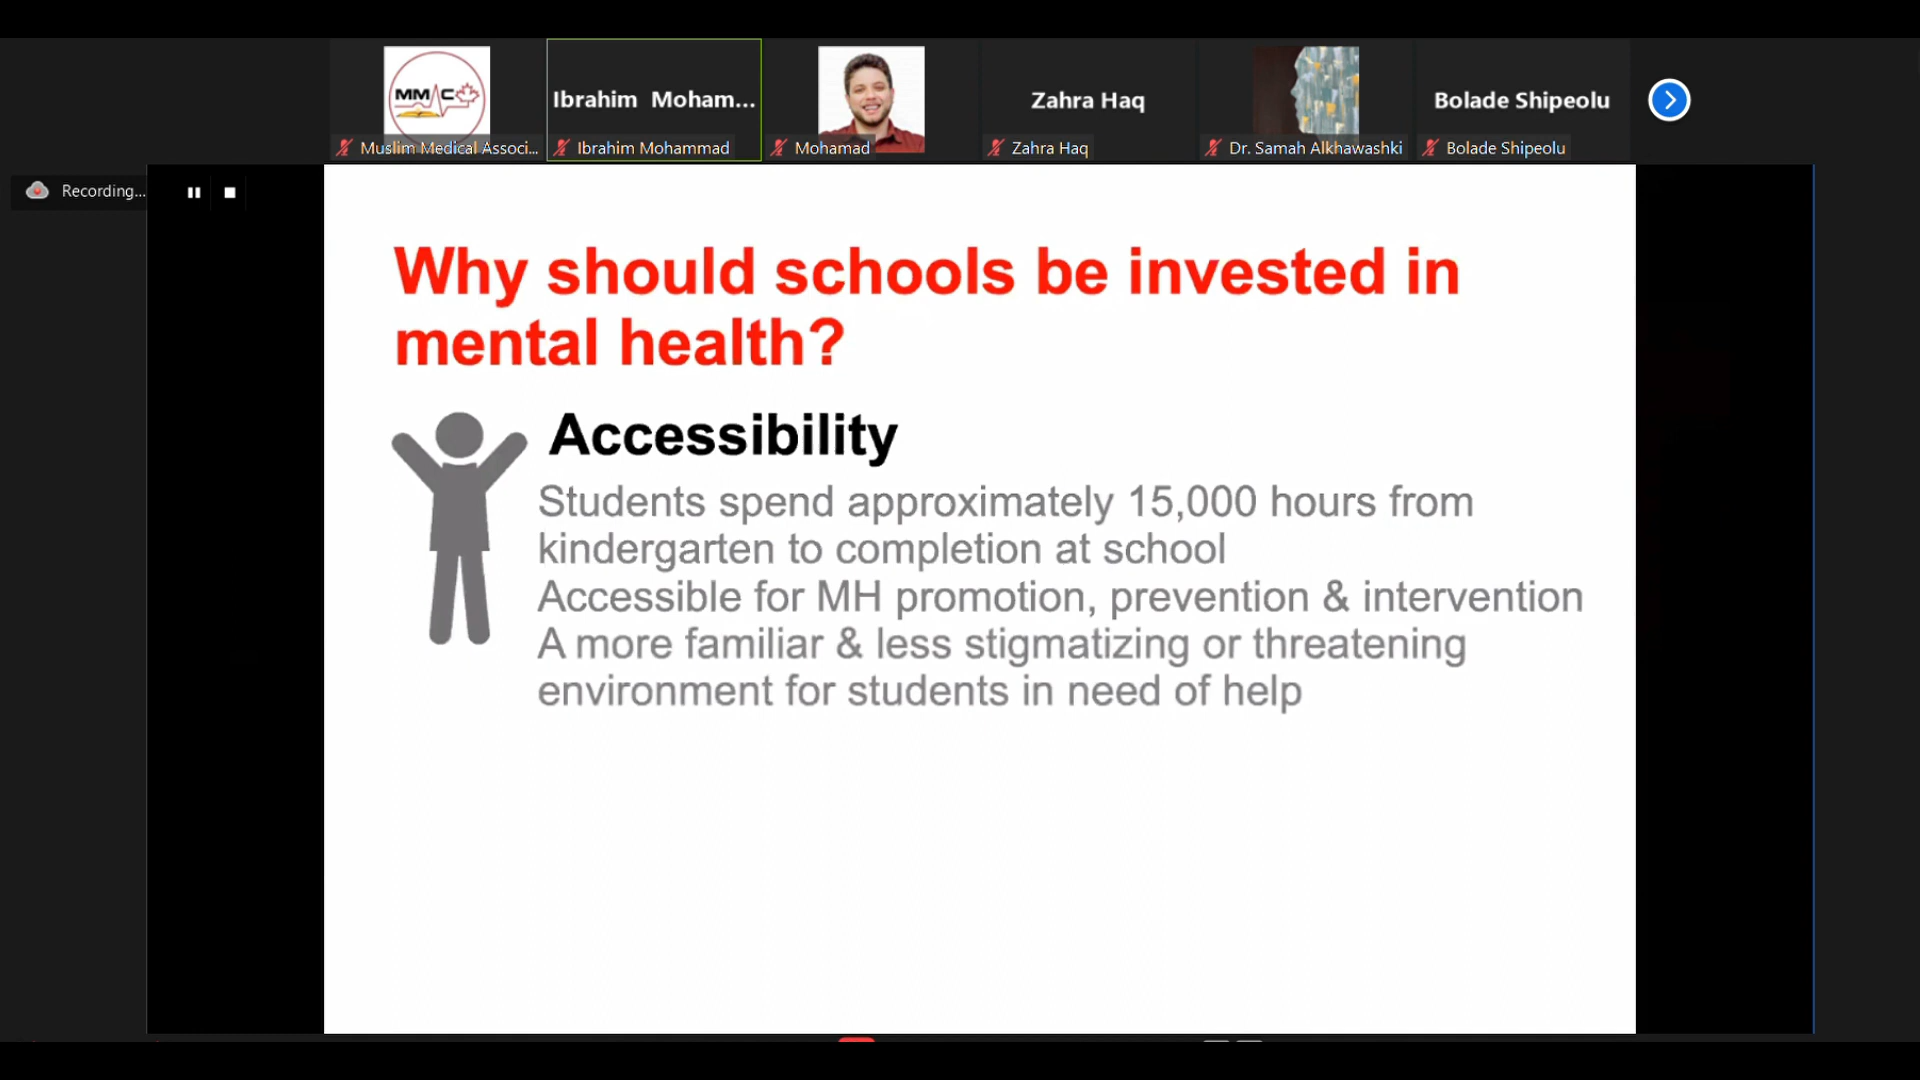 MMAC
Ibrahim Moham...
Zahra Haq
Bolade Shipeolu
Muslim Medical Associ...
Ibrahim Mohammad
Mohamad
Zahra Haq
Dr. Samah Alkhawashki
Bolade Shipeolu
Recording...
Why should schools be invested in
mental health?
Accessibility
Students spend approximately 15,000 hours from
kindergarten to completion at school
Accessible for MH promotion, prevention & intervention
A more familiar & less stigmatizing or threatening
environment for students in need of help